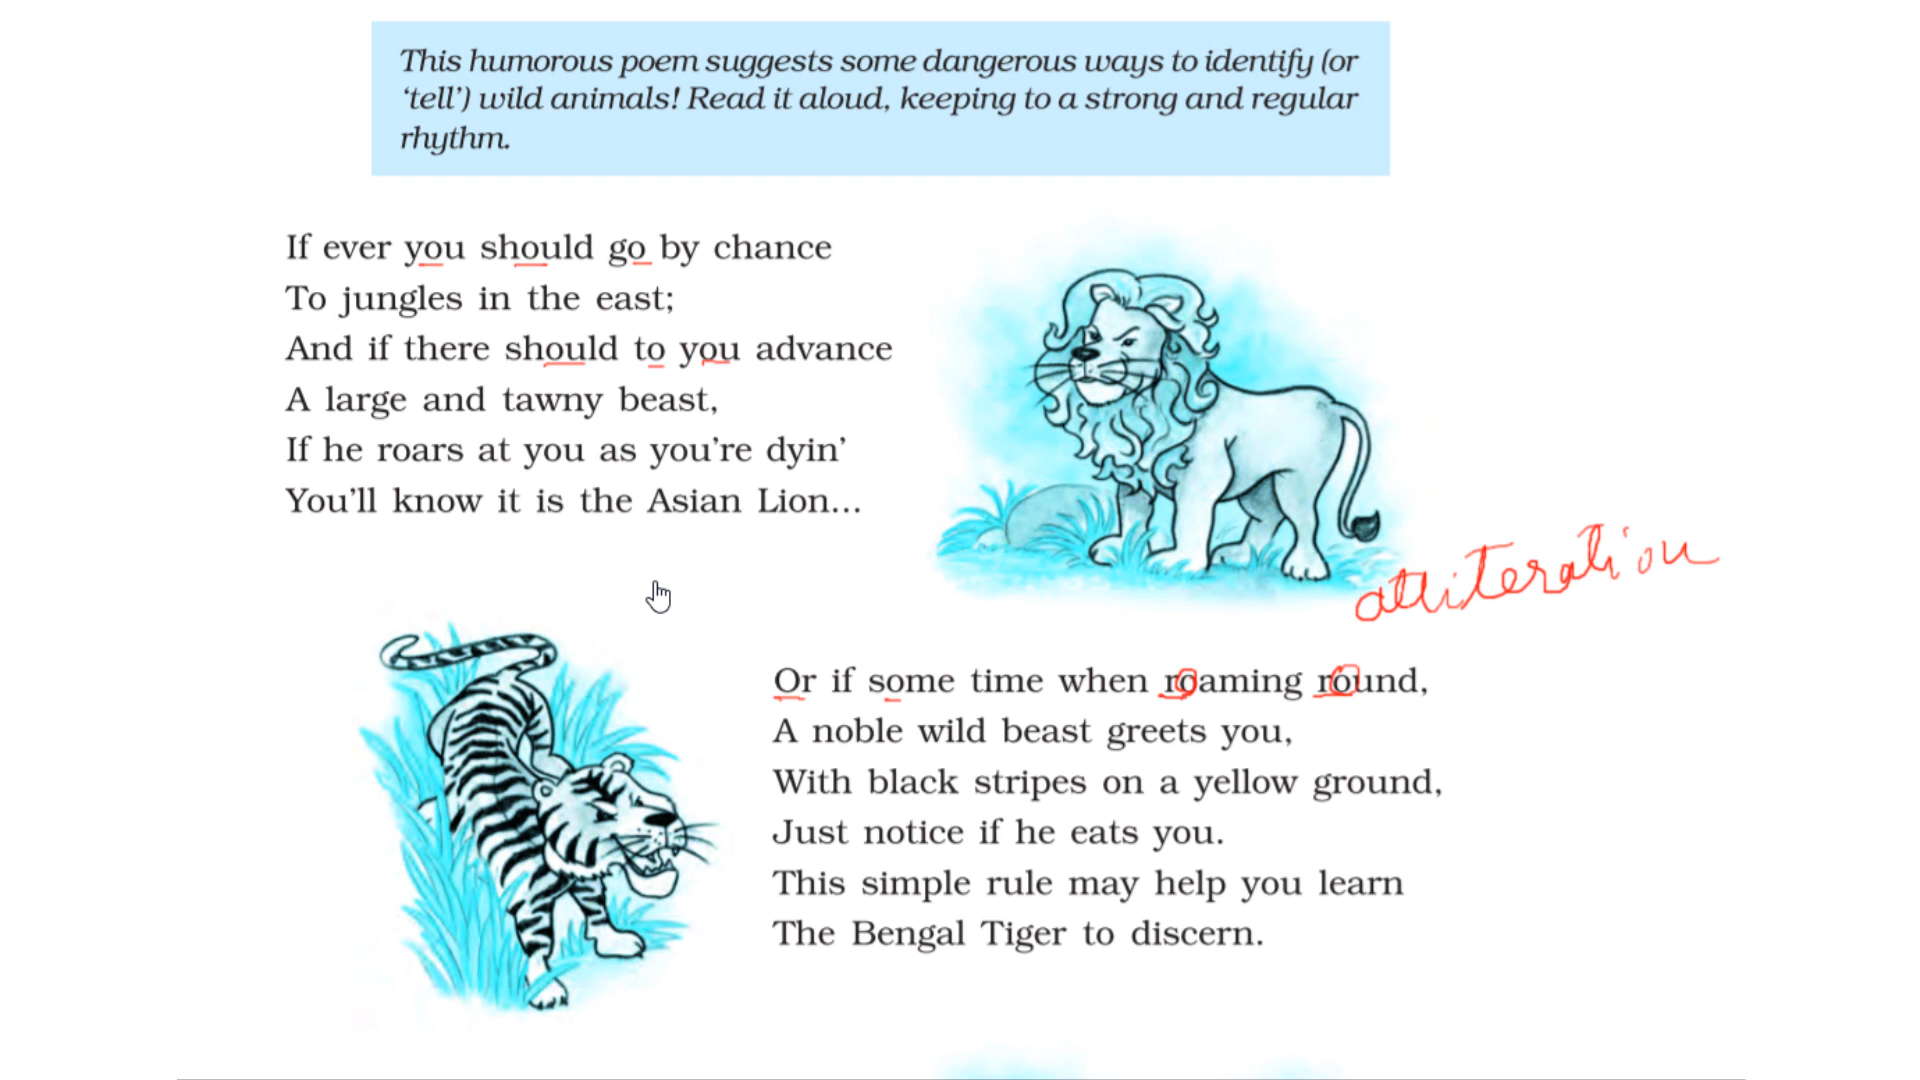 This humorous poem suggests some dangerous ways to identify (or
‘tell’) wild animals! Read it aloud, keeping to a strong and regular
rhythm.
If ever you should go by chance
To jungles in the east;
And if there should to you advance
A large and tawny beast,
If he roars at you as you’re dyin’
You’ll know it is the Asian Lion...
alliteration
Or if some time when roaming round,
A noble wild beast greets you,
With black stripes on a yellow ground,
Just notice if he eats you.
This simple rule may help you learn
The Bengal Tiger to discern.